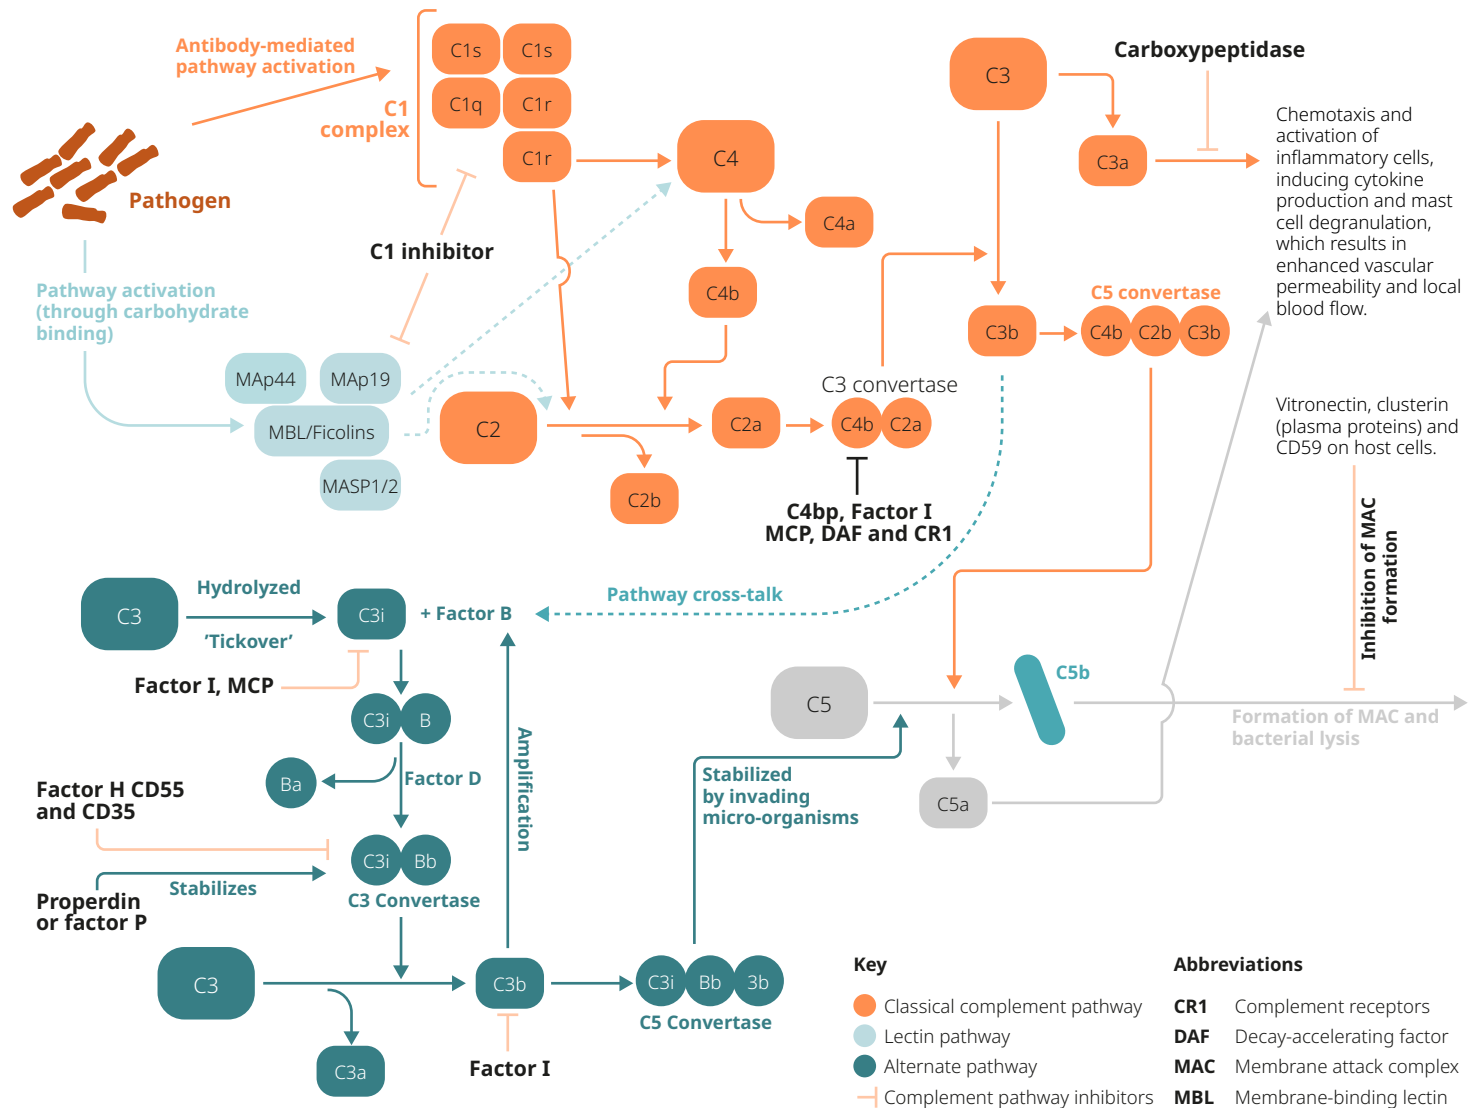 Antibody-mediated
pathway activation
C1
complex
C1s
C1s
C1q
C1r
C1r
C4
C4a
C4b
C3
Carboxypeptidase
C3a
Chemotaxis and
activation of
inflammatory cells,
inducing cytokine
production and mast
cell degranulation,
which results in
enhanced vascular
permeability and local
blood flow.
Pathogen
C1 inhibitor
Pathway activation
(through carbohydrate
binding)
MAp44
MAp19
MBL/Ficolins
MASP1/2
C2
C2a
C2b
C3 convertase
C4b
C2a
C4bp, Factor I
MCP, DAF and CR1
C3b
C5 convertase
C4b
C2b
C3b
Vitronectin, clusterin
(plasma proteins) and
CD59 on host cells.
Inhibition of MAC
formation
C3
Hydrolyzed
’Tickover’
C3i
+ Factor B
Pathway cross-talk
Factor I, MCP
C3i
B
Ba
Factor D
Amplification
Factor H CD55
and CD35
C3i
Bb
C3 Convertase
Stabilizes
Properdin
or factor P
C3
C3a
C3b
Factor I
C3i
Bb
3b
C5 Convertase
Stabilized
by invading
micro-organisms
C5
C5b
C5a
Formation of MAC and
bacterial lysis
Key
Classical complement pathway
Lectin pathway
Alternate pathway
Complement pathway inhibitors
Abbreviations
CR1 Complement receptors
DAF Decay-accelerating factor
MAC Membrane attack complex
MBL Membrane-binding lectin